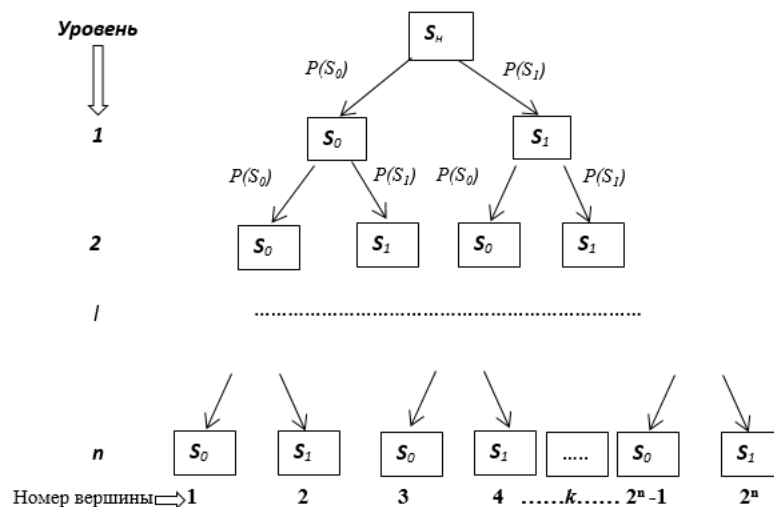 Уровень
Sн
P(S0) P(S1)
1 S0 S1
P(S0) P(S1) P(S0) P(S1)
2 S0 S1 S0 S1
l ………………………………………………………
n S0 S1 S0 S1 ..... S0 S1
Номер вершины 1 2 3 4 ……k…… 2ⁿ -1 2ⁿ